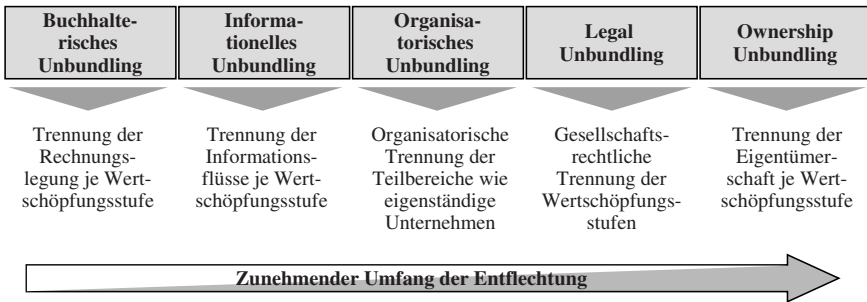 Buchhalte-
risches
Unbundling
Informa-
tionelles
Unbundling
Organisa-
torisches
Unbundling
Legal
Unbundling
Ownership
Unbundling
Trennung der
Rechnungs-
legung je Wert-
schöpfungsstufe
Trennung der
Informations-
flüsse je Wert-
schöpfungsstufe
Organisatorische
Trennung der
Teilbereiche wie
eigenständige
Unternehmen
Gesellschafts-
rechtliche
Trennung der
Wertschöpfungs-
stufen
Trennung der
Eigentümer-
schaft je Wert-
schöpfungsstufe
Zunehmender Umfang der Entflechtung